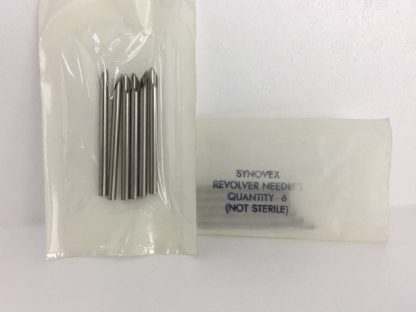 SYNOVEX
REVOLVER NEEDLES
QUANTITY 6
(NOT STERILE)